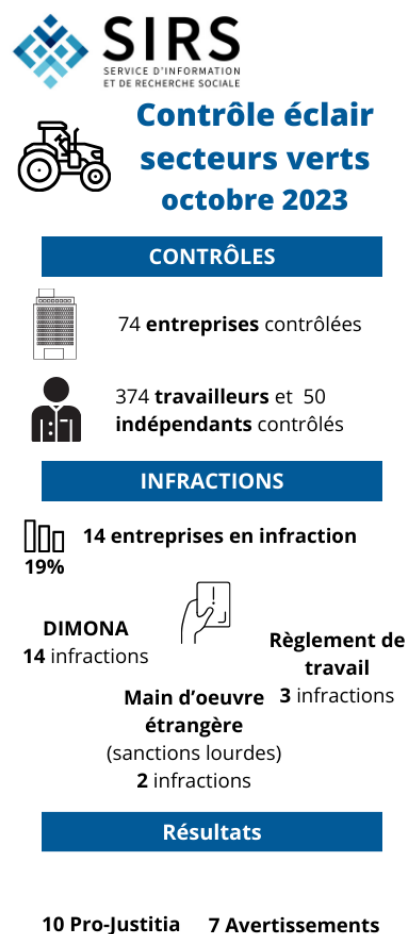 SIRS
SERVICE D'INFORMATION
ET DE RECHERCHE SOCIALE
Contrôle éclair
secteurs verts
octobre 2023
CONTRÔLES
74 entreprises contrôlées
374 travailleurs et 50
indépendants contrôlés
INFRACTIONS
14 entreprises en infraction
19%
DIMONA
14 infractions
Règlement de
travail
3 infractions
Main d'oeuvre
étrangère
(sanctions lourdes)
2 infractions
Résultats
10 Pro-Justitia
7 Avertissements